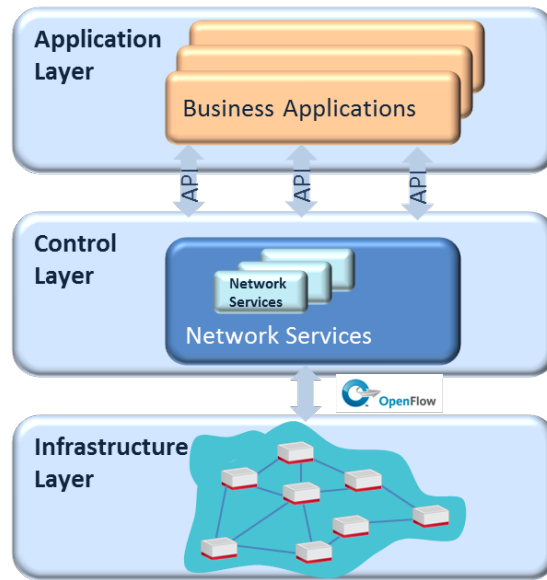 Application
Layer
Business Applications
API
API
API
Control
Layer
Network
Services
Network Services
OpenFlow
Infrastructure
Layer